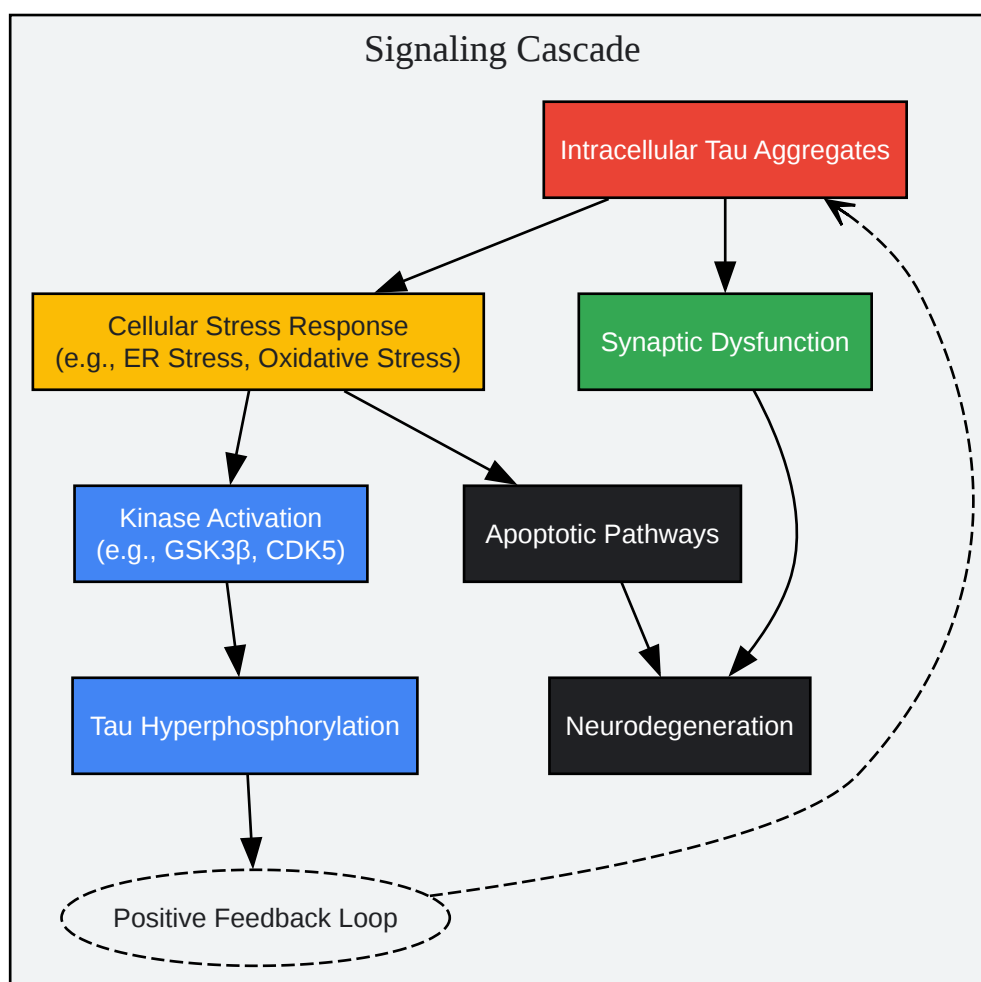 Signaling Cascade
Intracellular Tau Aggregates
Cellular Stress Response
(e.g., ER Stress, Oxidative Stress)
Synaptic Dysfunction
Kinase Activation
(e.g., GSK3β, CDK5)
Apoptotic Pathways
Tau Hyperphosphorylation
Neurodegeneration
Positive Feedback Loop